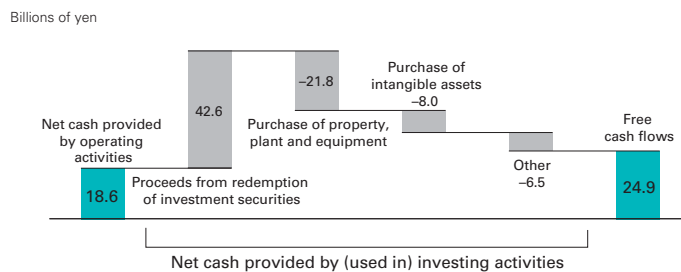 Billions of yen
Net cash provided
by operating
activities
18.6
42.6
Proceeds from redemption
of investment securities
–21.8
Purchase of property,
plant and equipment
Purchase of
intangible assets
–8.0
Other
–6.5
Free
cash flows
24.9
Net cash provided by (used in) investing activities